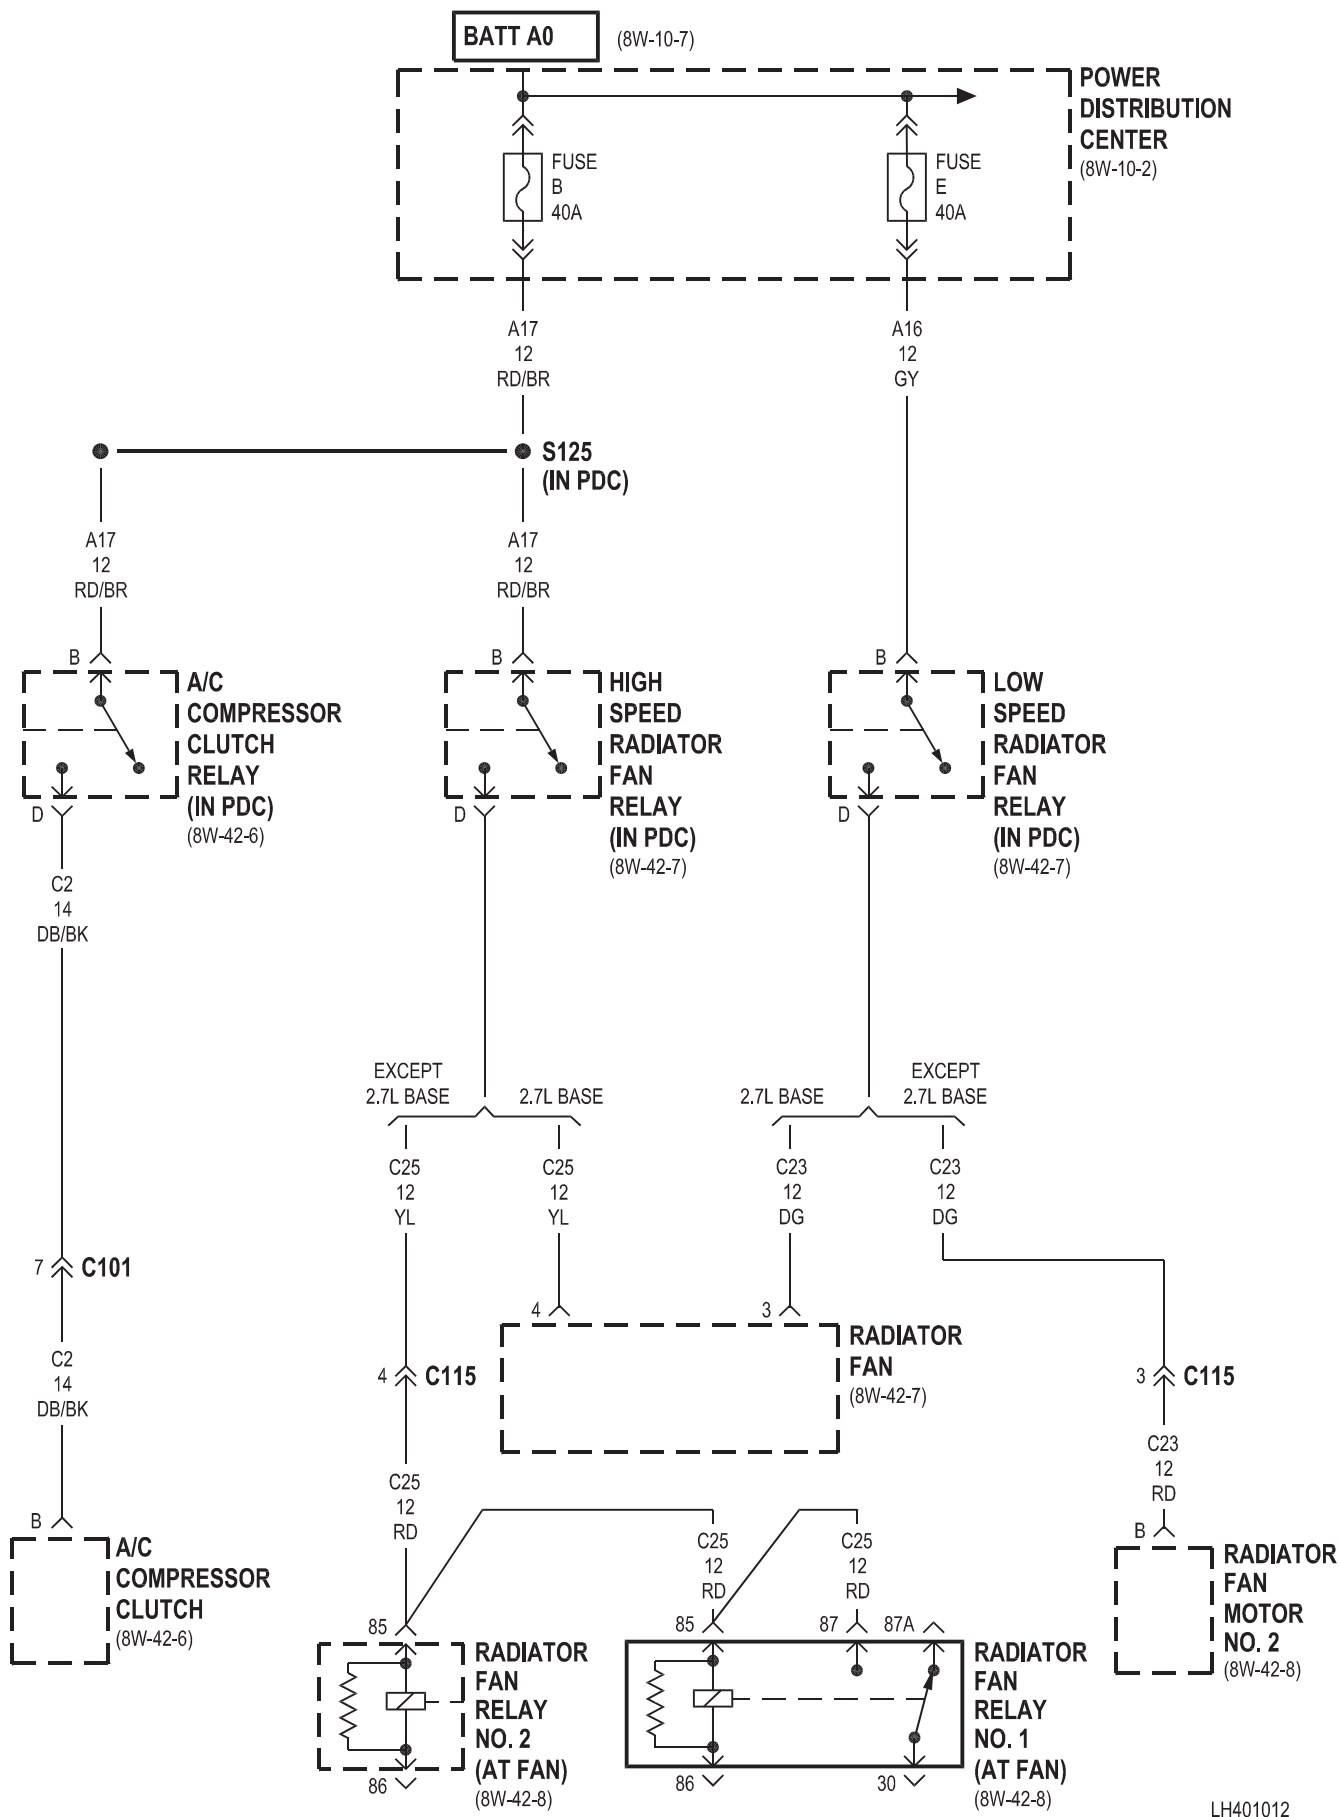 BATT A0
(8W-10-7)
POWER
DISTRIBUTION
CENTER
(8W-10-2)
FUSE
B
40A
FUSE
E
40A
A17
12
RD/BR
A16
12
GY
S125
(IN PDC)
A17
12
RD/BR
A17
12
RD/BR
B
A/C
COMPRESSOR
CLUTCH
RELAY
(IN PDC)
(8W-42-6)
D
B
HIGH
SPEED
RADIATOR
FAN
RELAY
(IN PDC)
(8W-42-7)
D
B
LOW
SPEED
RADIATOR
FAN
RELAY
(IN PDC)
(8W-42-7)
D
C2
14
DB/BK
EXCEPT
2.7L BASE
2.7L BASE
2.7L BASE
EXCEPT
2.7L BASE
C25
12
YL
C25
12
YL
C23
12
DG
C23
12
DG
7
C101
4
3
RADIATOR
FAN
(8W-42-7)
C2
14
DB/BK
4
C115
3
C115
C25
12
RD
C23
12
RD
B
A/C
COMPRESSOR
CLUTCH
(8W-42-6)
C25
12
RD
C25
12
RD
B
RADIATOR
FAN
MOTOR
NO. 2
(8W-42-8)
85
RADIATOR
FAN
RELAY
NO. 2
(AT FAN)
(8W-42-8)
86
85
87
87A
RADIATOR
FAN
RELAY
NO. 1
(AT FAN)
(8W-42-8)
86
30
LH401012